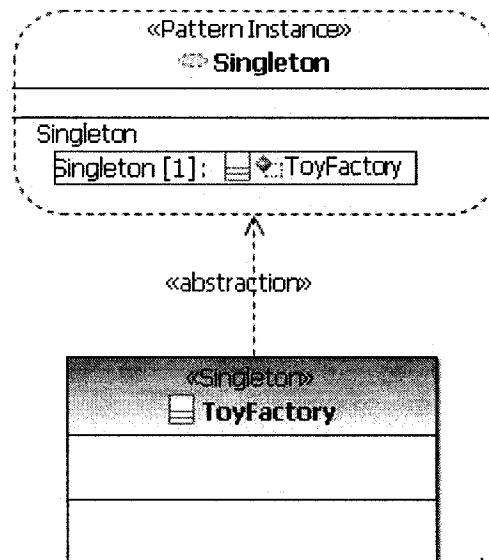 «Pattern Instance»
Singleton
Singleton
Singleton [1]: ToyFactory
«abstraction»
«Singleton»
ToyFactory